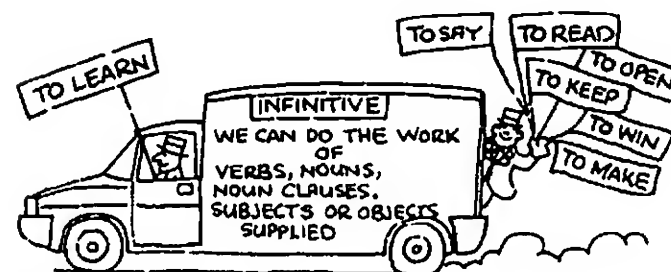 TO LEARN
INFINITIVE
WE CAN DO THE WORK
OF
VERBS, NOUNS,
NOUN CLAUSES.
SUBJECTS OR OBJECTS
SUPPLIED
TO SAY
TO READ
TO OPEN
TO KEEP
TO WIN
TO MAKE